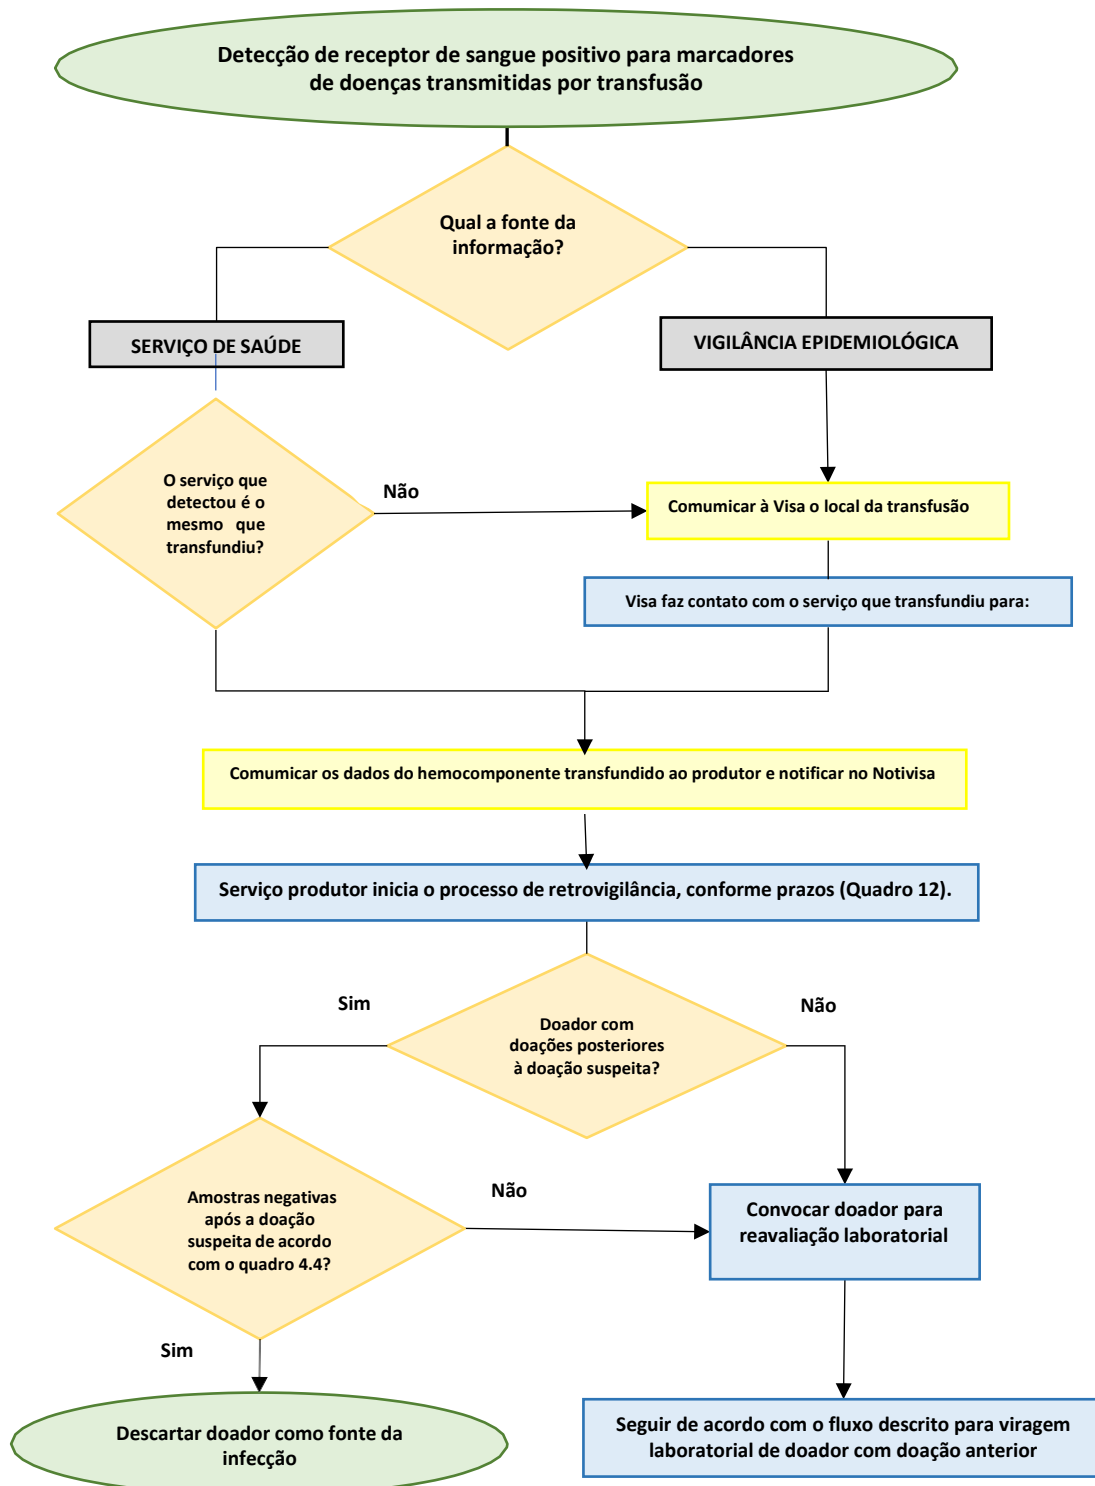 Detecção de receptor de sangue positivo para marcadores
de doenças transmitidas por transfusão
Qual a fonte da
informação?
SERVIÇO DE SAÚDE
VIGILÂNCIA EPIDEMIOLÓGICA
O serviço que
detectou é o
mesmo que
transfundiu?
Não
Comumicar à Visa o local da transfusão
Visa faz contato com o serviço que transfundiu para:
Comumicar os dados do hemocomponente transfundido ao produtor e notificar no Notivisa
Serviço produtor inicia o processo de retrovigilância, conforme prazos (Quadro 12).
Sim
Não
Doador com
doações posteriores
à doação suspeita?
Amostras negativas
após a doação
suspeita de acordo
com o quadro 4.4?
Não
Convocar doador para
reavaliação laboratorial
Sim
Descartar doador como fonte da
infecção
Seguir de acordo com o fluxo descrito para viragem
laboratorial de doador com doação anterior